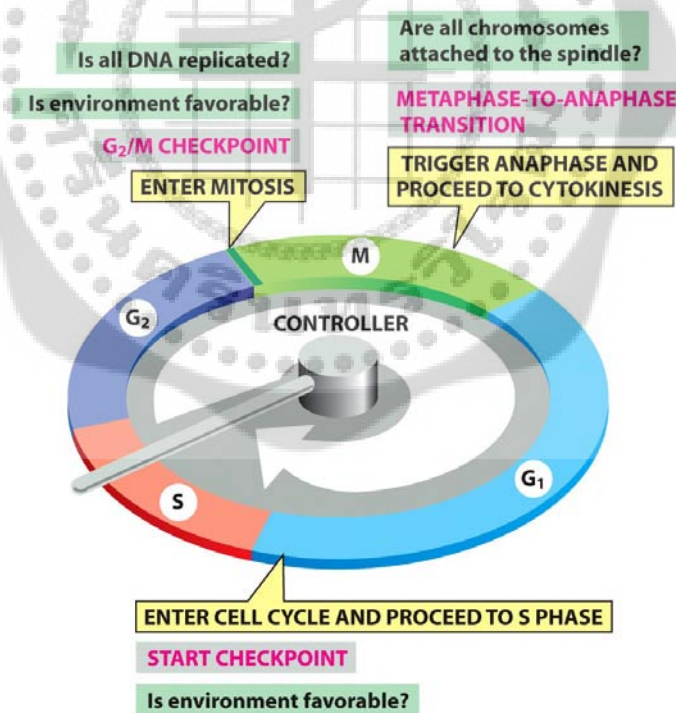 Is all DNA replicated?
Is environment favorable?
G₂/M CHECKPOINT
ENTER MITOSIS
Are all chromosomes
attached to the spindle?
METAPHASE-TO-ANAPHASE
TRANSITION
TRIGGER ANAPHASE AND
PROCEED TO CYTOKINESIS
M
G₂
CONTROLLER
G₁
S
ENTER CELL CYCLE AND PROCEED TO S PHASE
START CHECKPOINT
Is environment favorable?